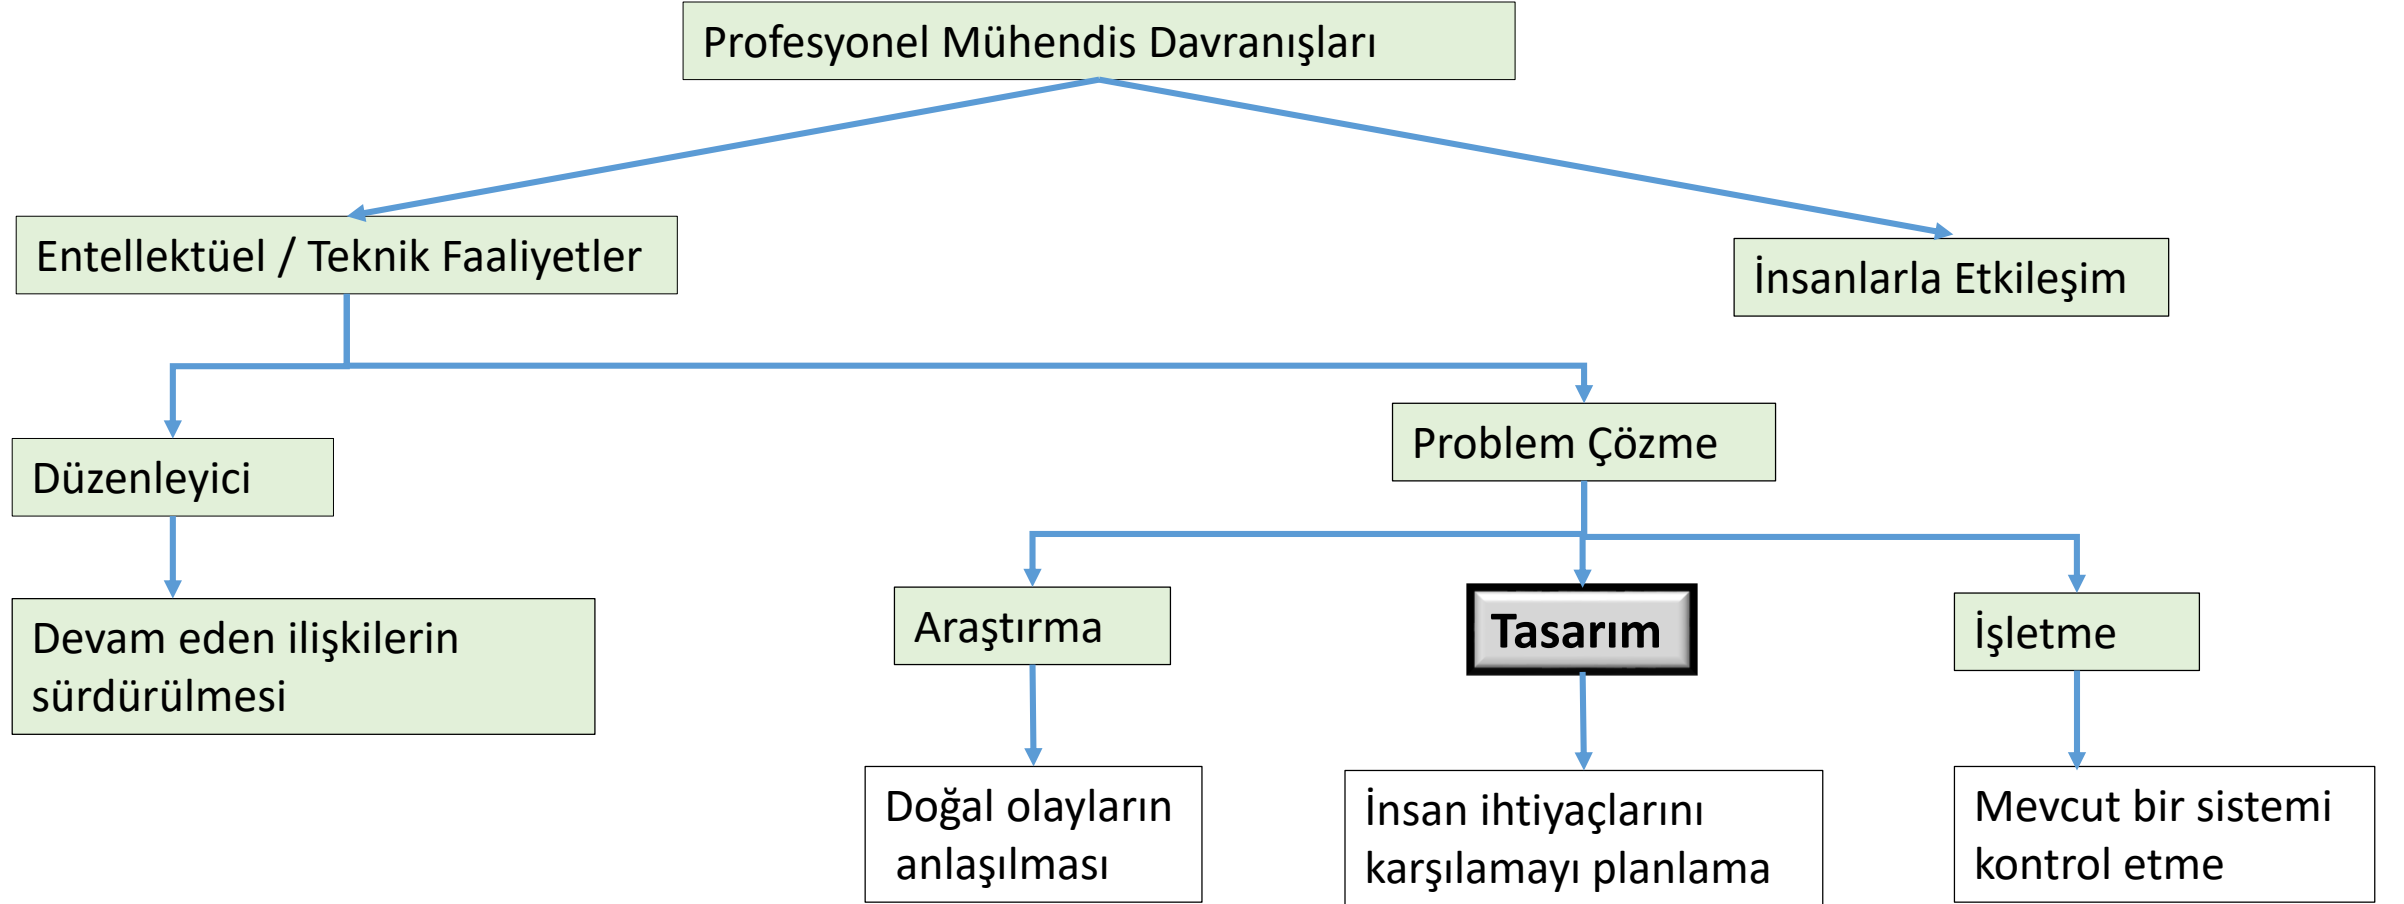 Profesyonel Mühendis Davranışları
Entellektüel / Teknik Faaliyetler
İnsanlarla Etkileşim
Düzenleyici
Problem Çözme
Devam eden ilişkilerin
sürdürülmesi
Araştırma
Tasarım
İşletme
Doğal olayların
anlaşılması
İnsan ihtiyaçlarını
karşılamayı planlama
Mevcut bir sistemi
kontrol etme